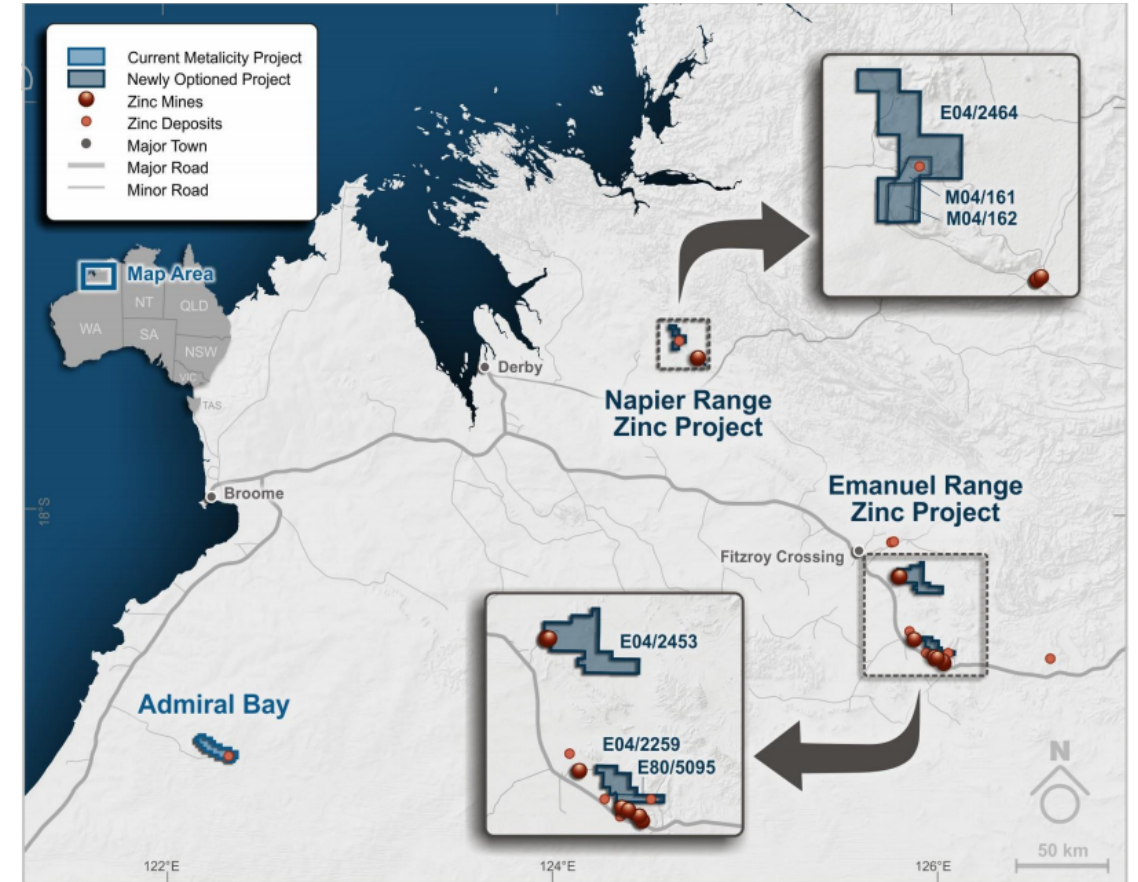 Current Metalicity Project
Newly Optioned Project
Zinc Mines
Zinc Deposits
Major Town
Major Road
Minor Road
E04/2464
M04/161
M04/162
Map Area
NT
QLD
WA
SA
NSW
VIC
TAS
Derby
Napier Range
Zinc Project
Broome
18°S
Emanuel Range
Zinc Project
Fitzroy Crossing
E04/2453
Admiral Bay
E04/2259
E80/5095
N
50 km
122°E
124°E
126°E